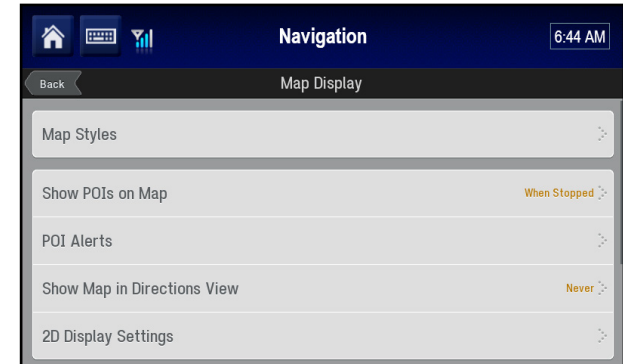 Navigation
6:44 AM
Back
Map Display
Map Styles
Show POIs on Map When Stopped
POI Alerts
Show Map in Directions View Never
2D Display Settings